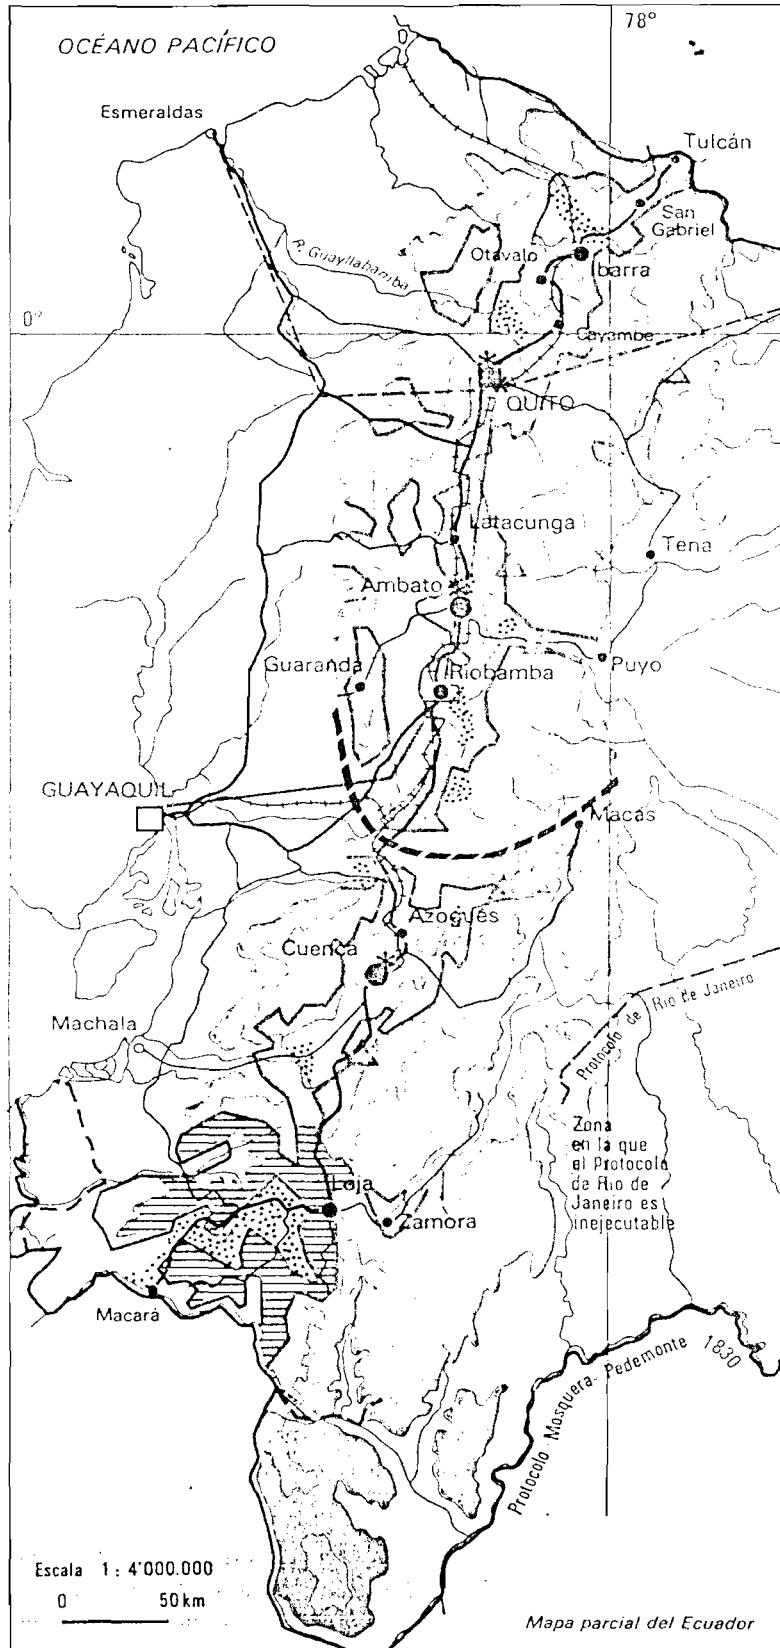 OCÉANO PACÍFICO
78°
Esmeraldas
Tulcán
San
Gabriel
R. Guayllabamba
Otavalo
Ibarra
0°
Cayambe
QUITO
Latacunga
Tena
Ambato
Guaranda
Riobamba
Puyo
GUAYAQUIL
Macas
Azogues
Cuenca
Machala
Protocolo de Rio de Janeiro
Zona
en la que
el Protocolo
de Rio de
Janeiro es
inejecutable
Loja
Zamora
Macará
Protocolo Mosquera-Pedemonte 1830
Escala 1 : 4'000.000
0 50 km
Mapa parcial del Ecuador